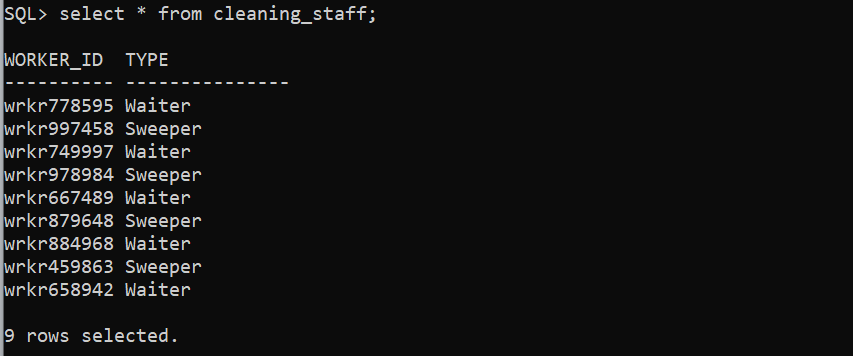 SQL> select * from cleaning_staff;
WORKER_ID  TYPE
---------- ---------------
wrkr778595 Waiter
wrkr997458 Sweeper
wrkr749997 Waiter
wrkr978984 Sweeper
wrkr667489 Waiter
wrkr879648 Sweeper
wrkr884968 Waiter
wrkr459863 Sweeper
wrkr658942 Waiter
9 rows selected.